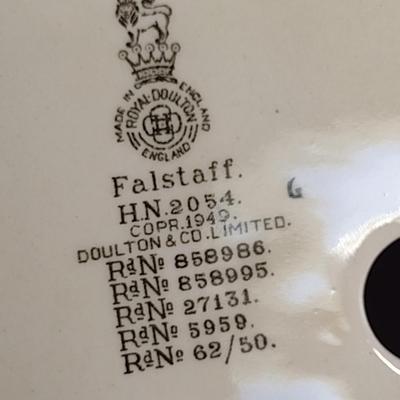 MADE IN ENGLAND
ROYAL·DOULTON
ENGLAND
Falstaff.
H.N.2054.
COPR.1949.
DOULTON & CO. LIMITED.
RdNo 858986.
RdNo 858995.
RdNo 27131.
RdNo 5959.
RdNo 62/50.
G